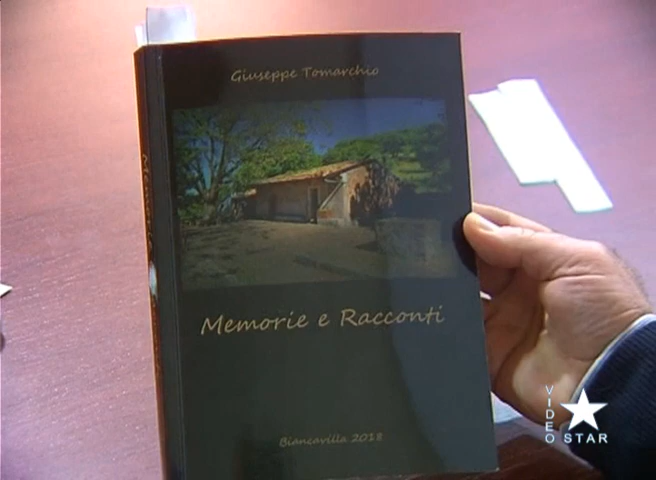 Giuseppe Tomarchio
Memorie e Racconti
Biancavilla 2018
VIDEO
STAR